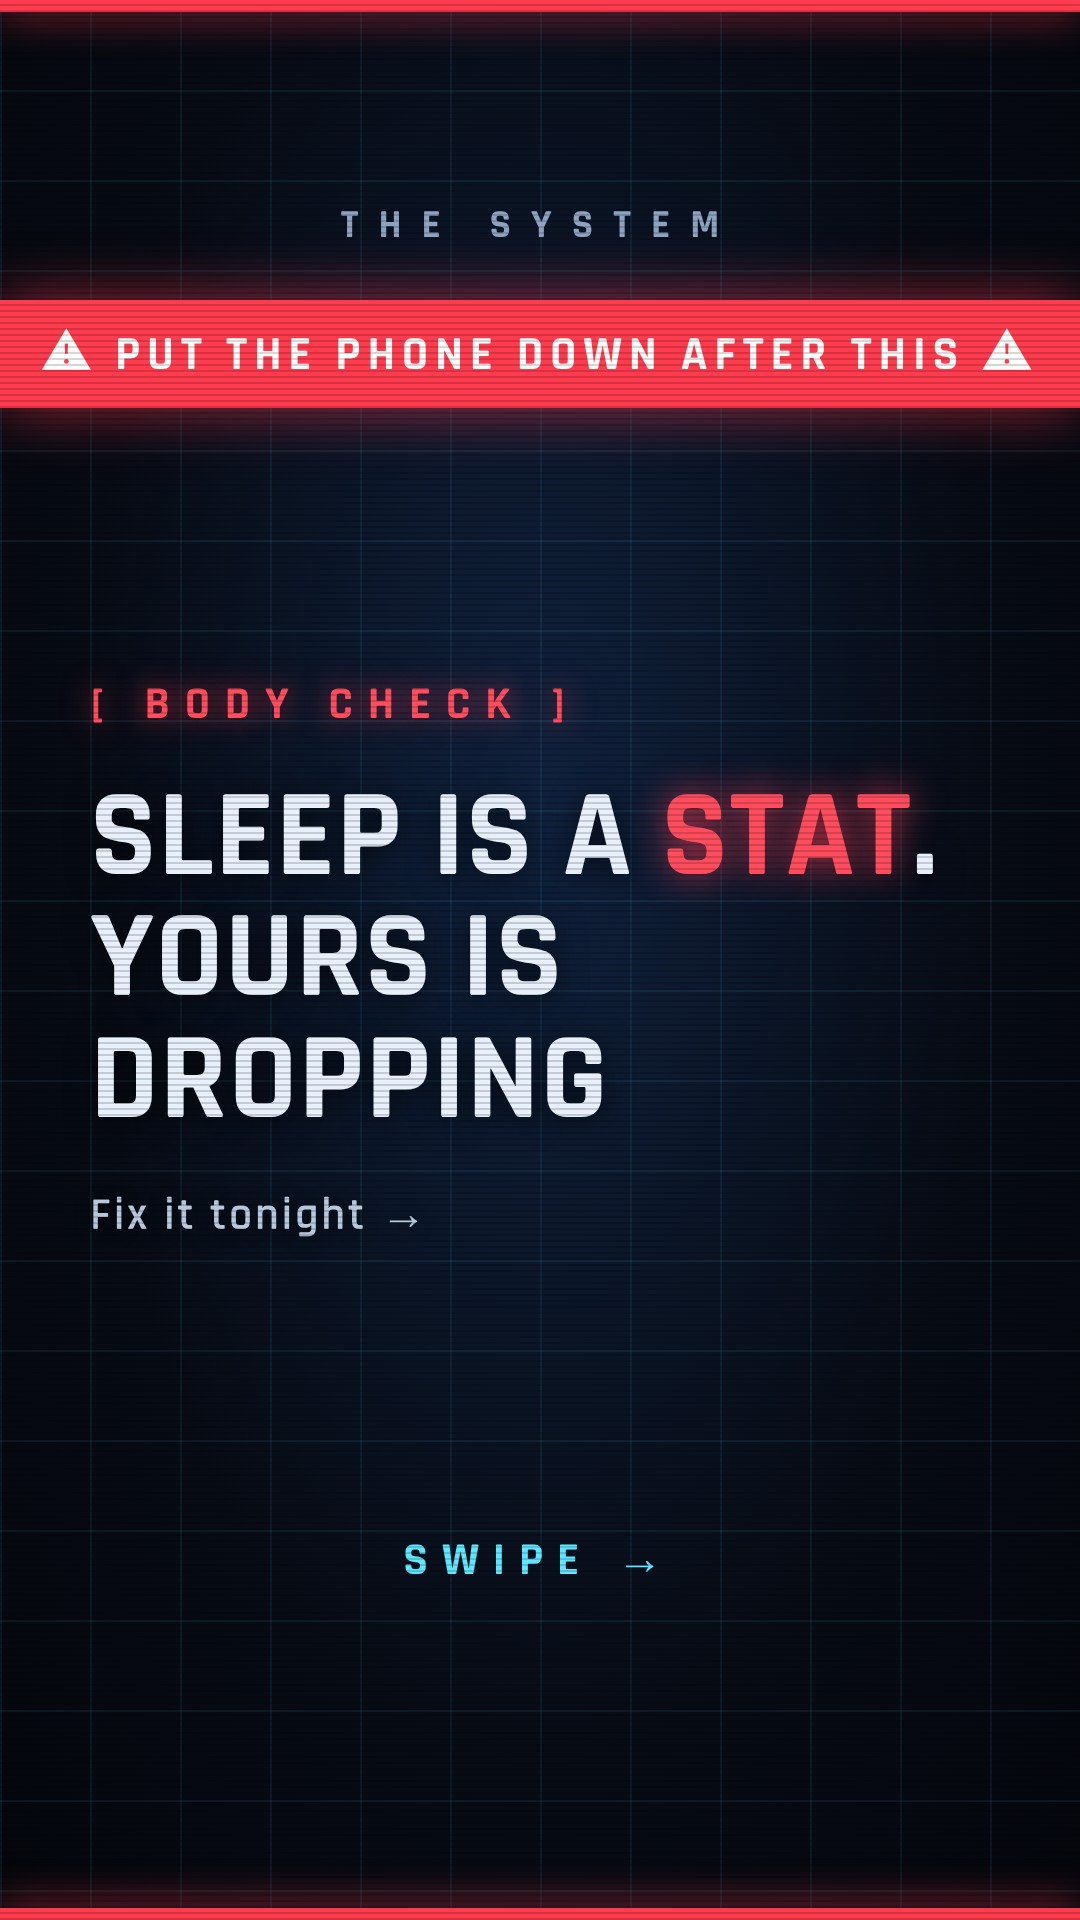 THE SYSTEM
⚠ PUT THE PHONE DOWN AFTER THIS ⚠
[ BODY CHECK ]
SLEEP IS A STAT.
YOURS IS
DROPPING
Fix it tonight →
SWIPE →